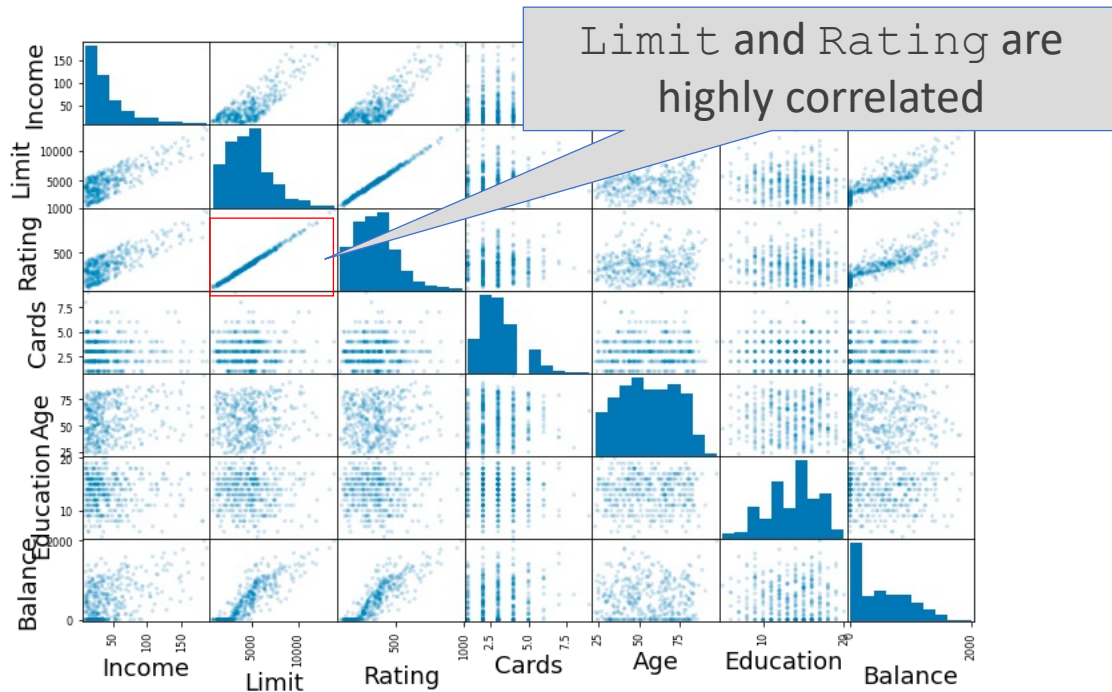 Limit and Rating are
highly correlated
Income
150
100
50
Limit
10000
5000
1000
Rating
500
Cards
7.5
5.0
2.5
Age
75
50
25
Education
20
10
Balance
2000
0
50
100
150
5000
10000
500
1000
2.5
5.0
7.5
25
50
75
10
20
0
2000
Income
Limit
Rating
Cards
Age
Education
Balance